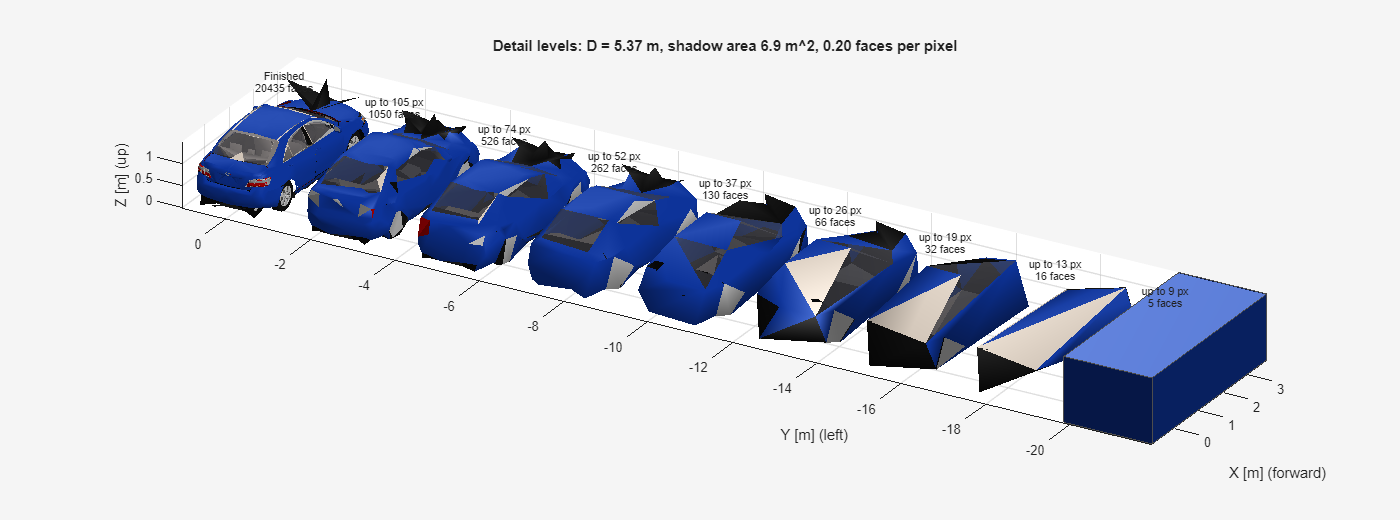 Detail levels: D = 5.37 m, shadow area 6.9 m^2, 0.20 faces per pixel
Finished
20435 faces
up to 105 px
1050 faces
up to 74 px
526 faces
up to 52 px
262 faces
up to 37 px
130 faces
up to 26 px
66 faces
up to 19 px
32 faces
up to 13 px
16 faces
up to 9 px
5 faces
Z [m] (up)
1
0.5
0
0
-2
-4
-6
-8
-10
-12
-14
-16
-18
-20
Y [m] (left)
3
2
1
0
X [m] (forward)